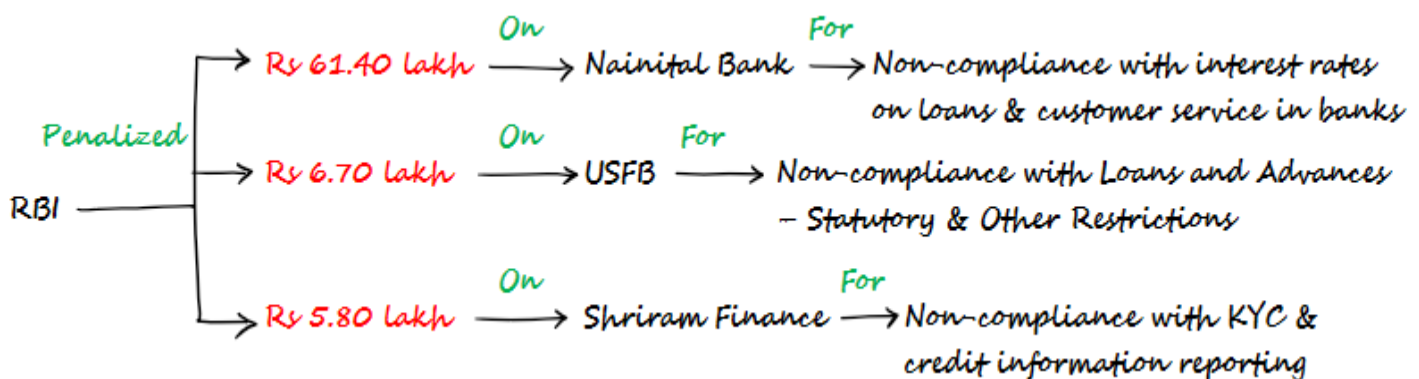 On For
Rs 61.40 lakh Nainital Bank Non-compliance with interest rates
on loans & customer service in banks
Penalized On For
Rs 6.70 lakh USFB Non-compliance with Loans and Advances
RBI – Statutory & Other Restrictions
On For
Rs 5.80 lakh Shriram Finance Non-compliance with KYC &
credit information reporting